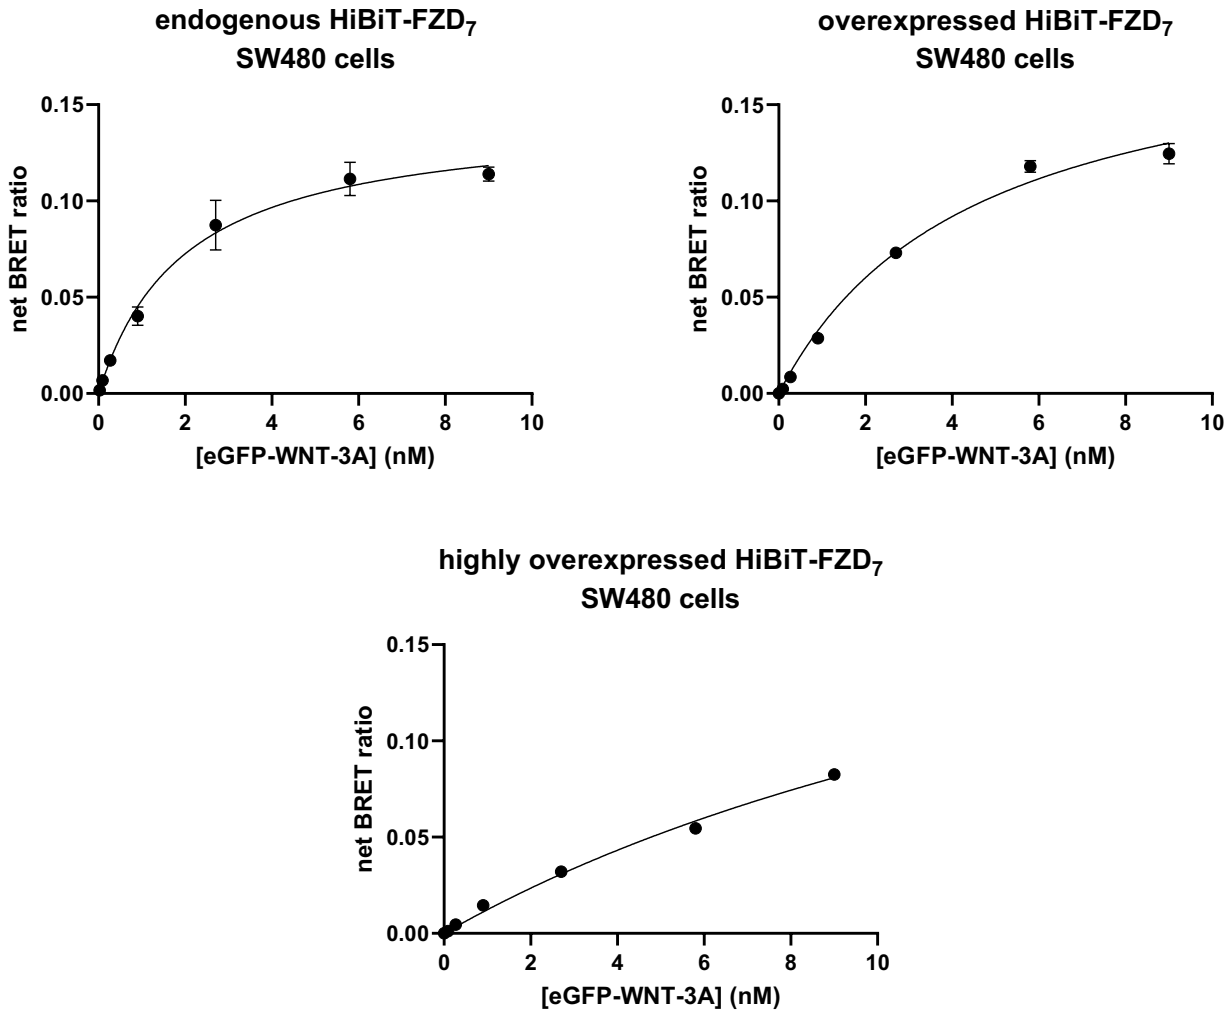 endogenous HiBiT-FZD₇
SW480 cells
0.15
0.10
0.05
0.00
net BRET ratio
0 2 4 6 8 10
[eGFP-WNT-3A] (nM)
overexpressed HiBiT-FZD₇
SW480 cells
0.15
0.10
0.05
0.00
net BRET ratio
0 2 4 6 8 10
[eGFP-WNT-3A] (nM)
highly overexpressed HiBiT-FZD₇
SW480 cells
0.15
0.10
0.05
0.00
net BRET ratio
0 2 4 6 8 10
[eGFP-WNT-3A] (nM)